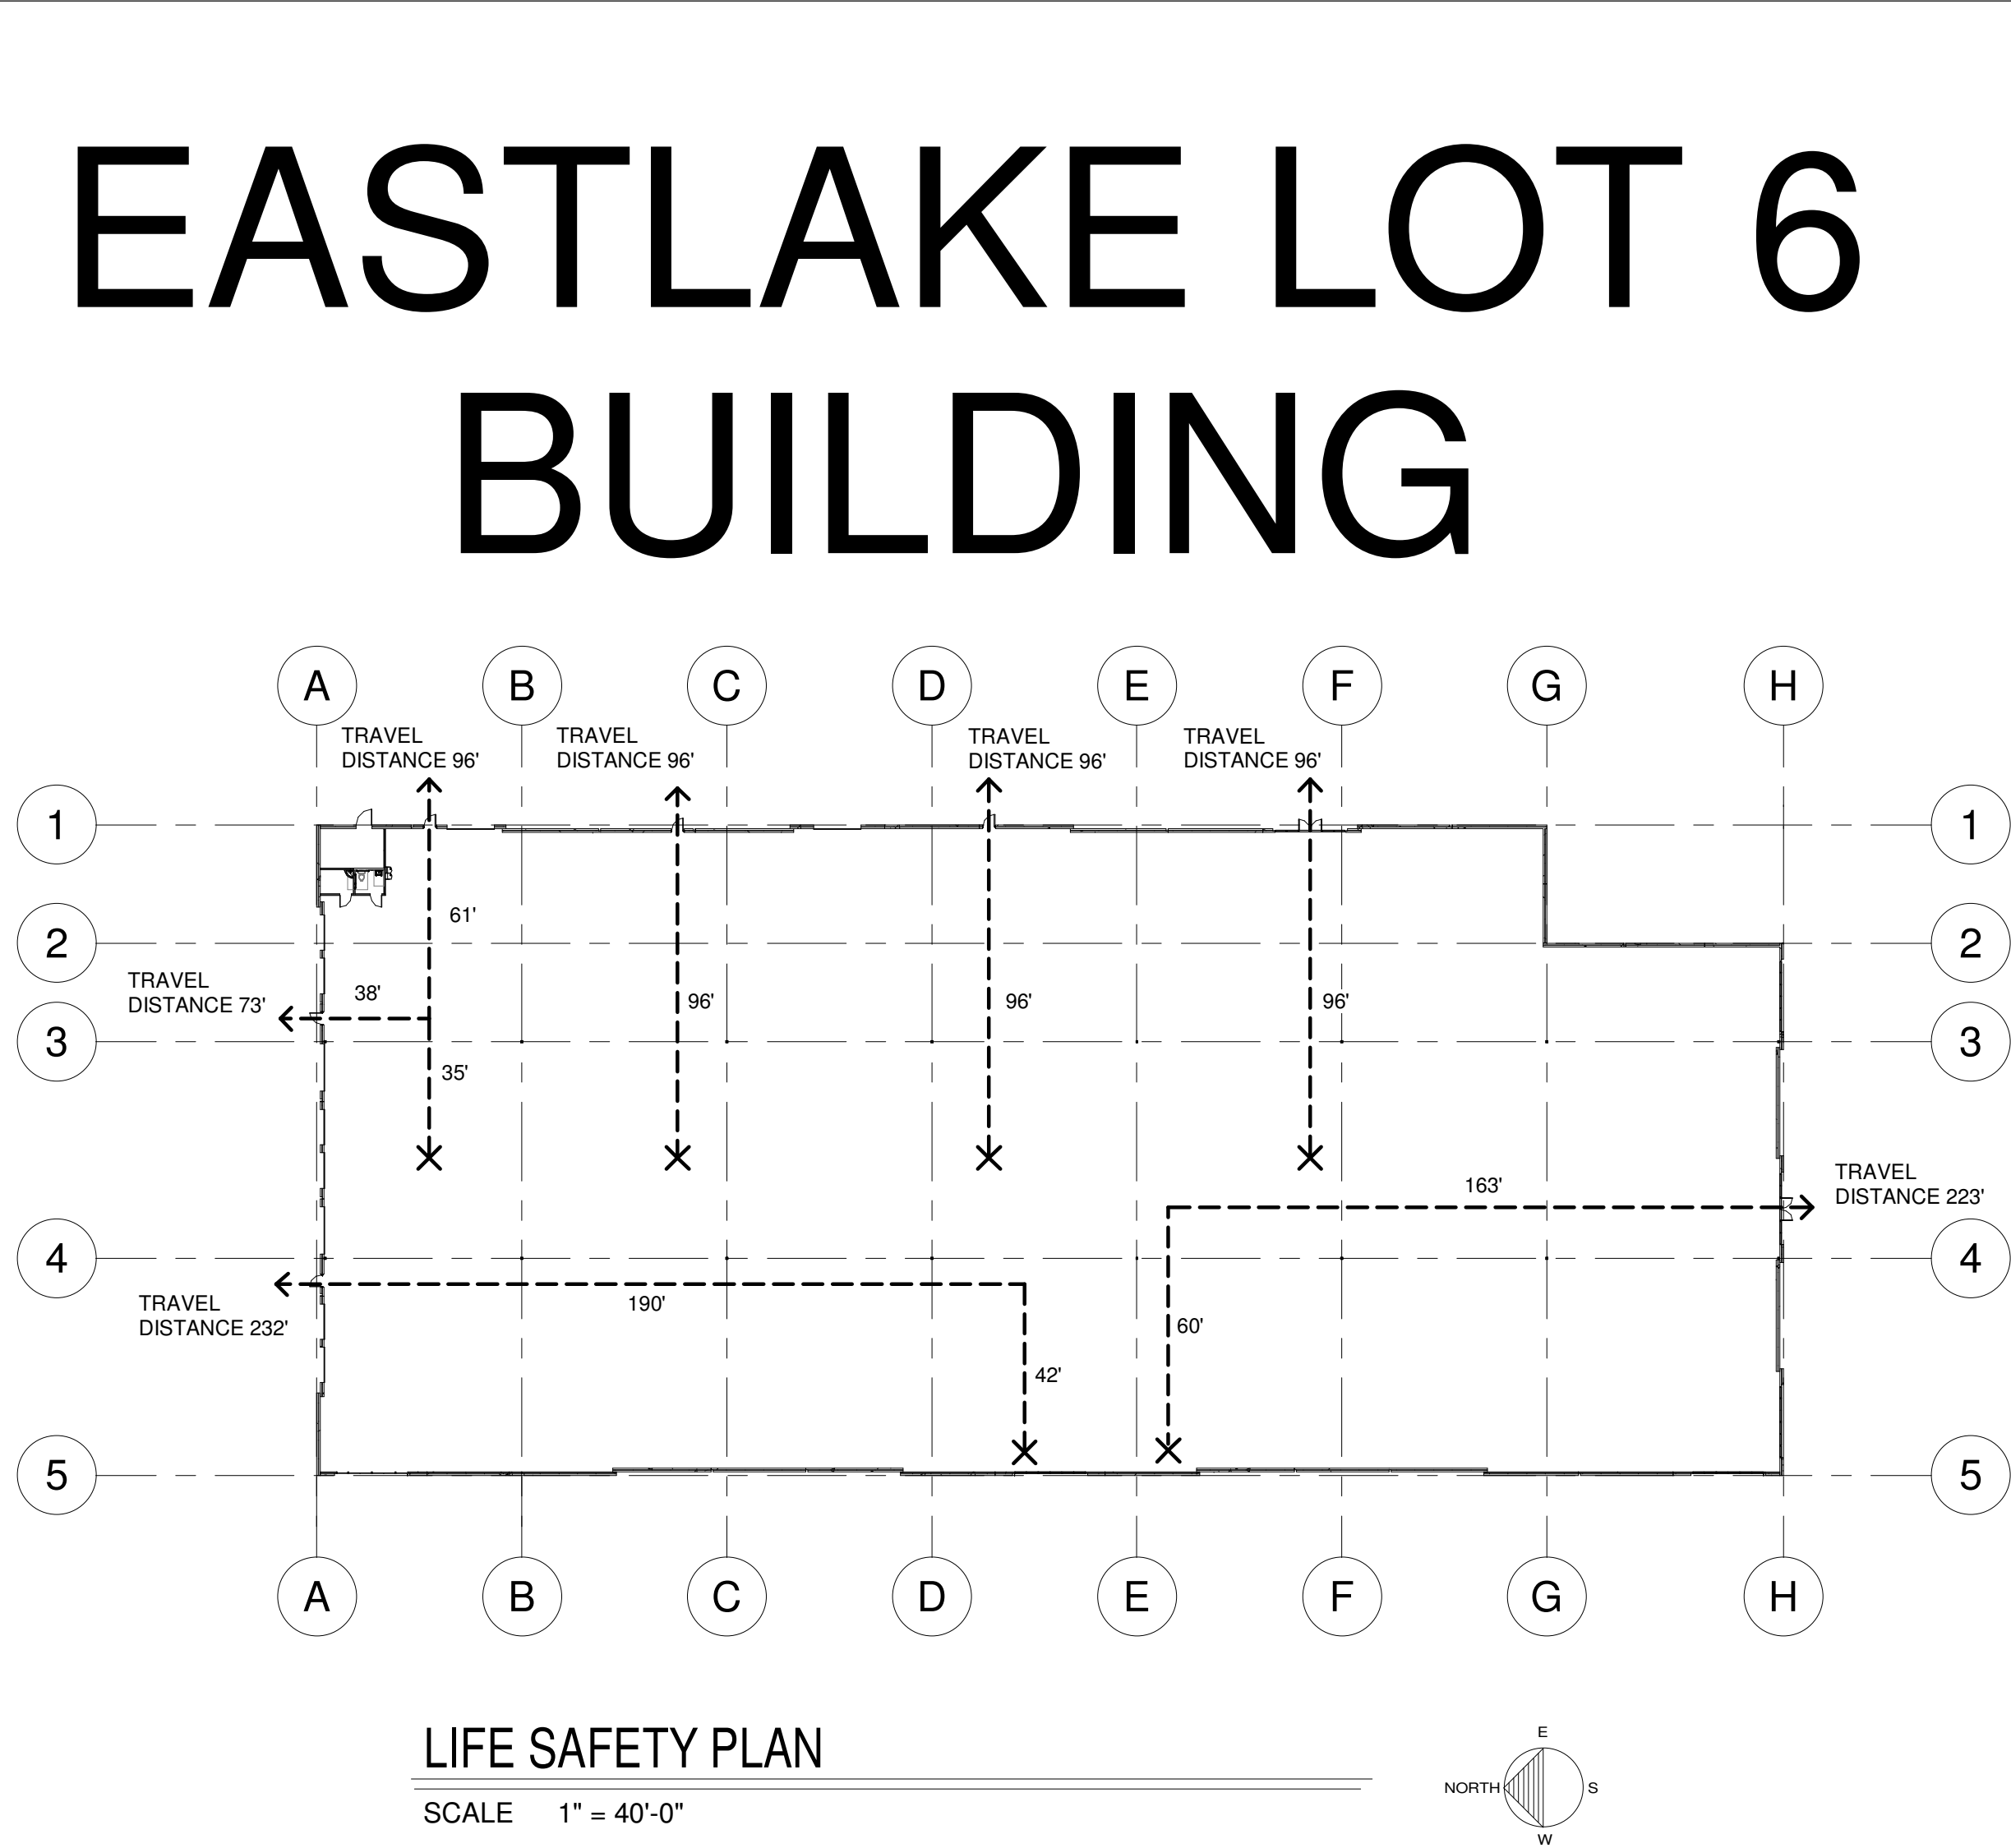 EASTLAKE LOT 6
BUILDING
A B C D E F G H
TRAVEL
DISTANCE 96'
TRAVEL
DISTANCE 96'
TRAVEL
DISTANCE 96'
TRAVEL
DISTANCE 96'
1 1
61'
2 2
TRAVEL
DISTANCE 73'
38'
96' 96' 96'
3 3
35'
163'
TRAVEL
DISTANCE 223'
4 4
TRAVEL
DISTANCE 232'
190'
60'
42'
5 5
A B C D E F G H
LIFE SAFETY PLAN
SCALE 1" = 40'-0"
E
NORTH S
W